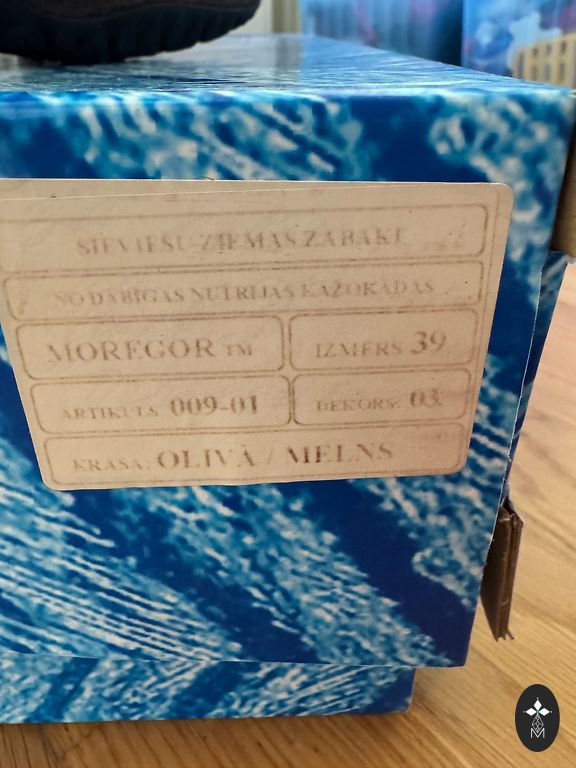 SIEVIEŠU ZIEMAS ZĀBAKI
NO DABĪGAS NUTRIJAS KAŽOKĀDAS
MOREGOR TM
IZMĒRS 39
ARTIKULS 009-01
DEKORS: 03.
KRĀSA: OLĪVA / MELNS
M